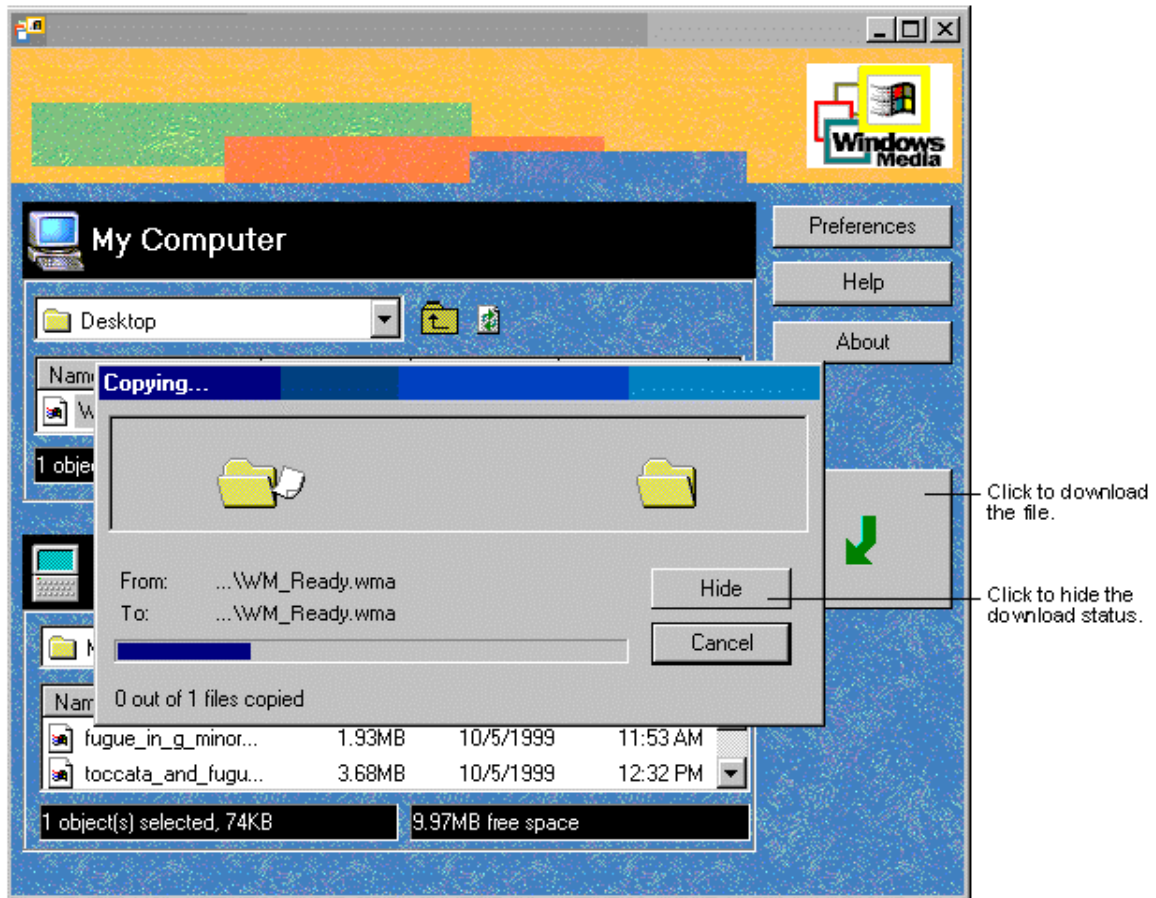 Windows
Media
My Computer
Preferences
Help
About
Desktop
Copying...
1
From: ...\WM_Ready.wma
To: ...\WM_Ready.wma
Hide
Cancel
0 out of 1 files copied
Click to download
the file.
Click to hide the
download status.
fugue_in_g_minor... 1.93MB 10/5/1999 11:53 AM
toccata_and_fugu... 3.68MB 10/5/1999 12:32 PM
1 object(s) selected, 74KB 9.97MB free space